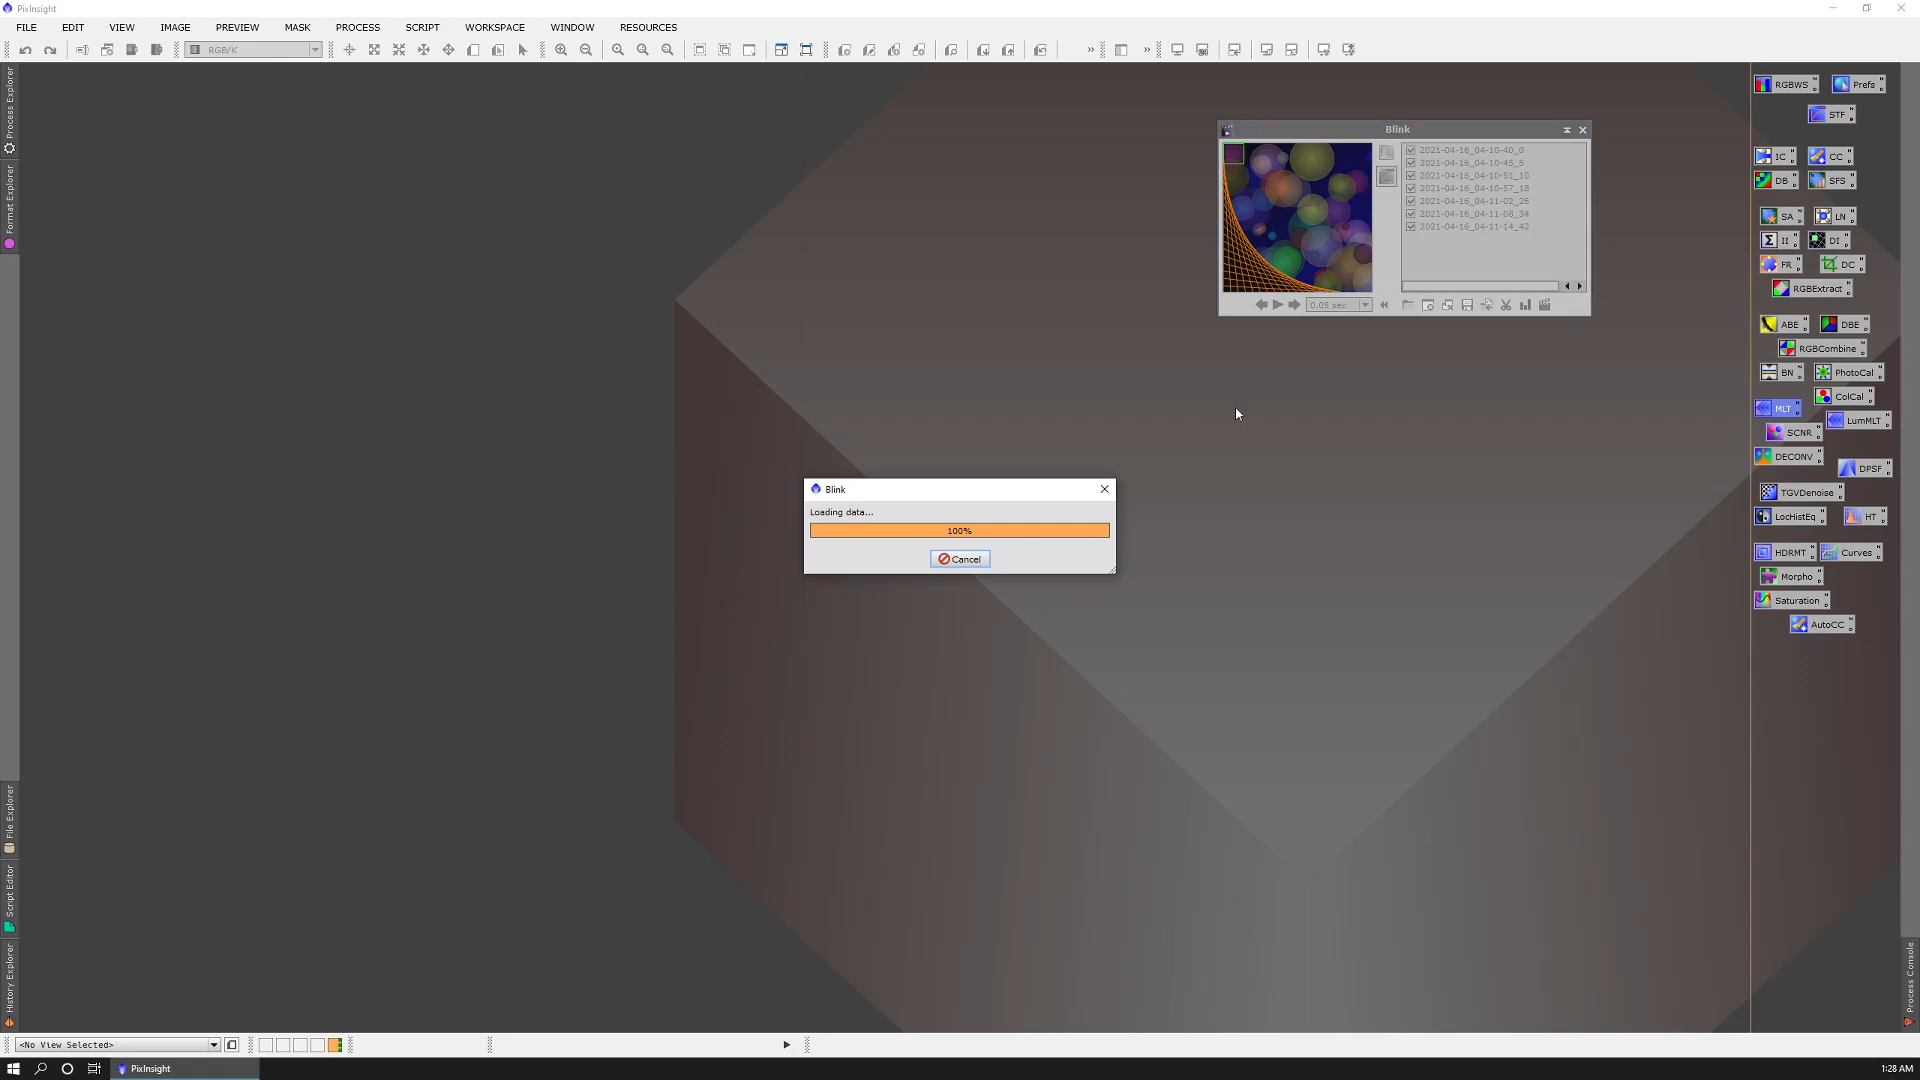 PixInsight
FILE EDIT VIEW IMAGE PREVIEW MASK PROCESS SCRIPT WORKSPACE WINDOW RESOURCES
RGB/K
Process Explorer
Format Explorer
File Explorer
Script Editor
History Explorer
Process Console
Blink
2021-04-16_04-10-40_0
2021-04-16_04-10-45_5
2021-04-16_04-10-51_10
2021-04-16_04-10-57_18
2021-04-16_04-11-02_26
2021-04-16_04-11-08_34
2021-04-16_04-11-14_42
0.05 sec
Blink
Loading data...
100%
Cancel
RGBWS Prefs
STF
IC CC
DB SFS
SA LN
II DI
FR DC
RGBExtract
ABE DBE
RGBCombine
BN PhotoCal
ColCal
MLT LumMLT
SCNR
DECONV DPSF
TGVDenoise
LocHistEq HT
HDRMT Curves
Morpho
Saturation
AutoCC
<No View Selected>
PixInsight
1:28 AM